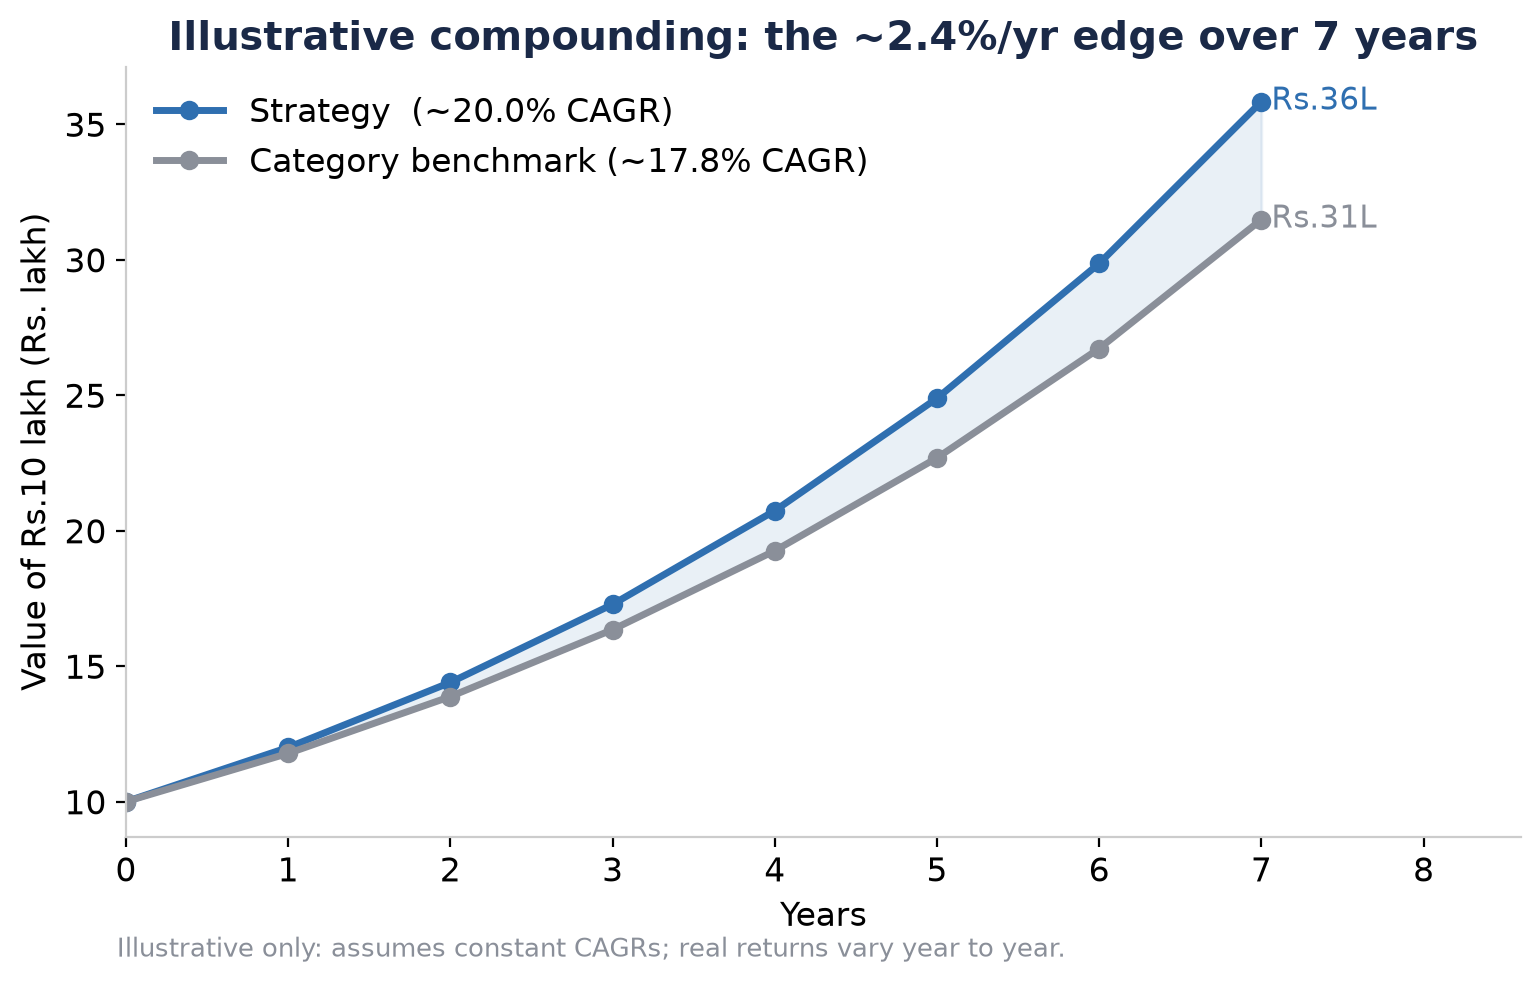 Illustrative compounding: the ~2.4%/yr edge over 7 years
Strategy  (~20.0% CAGR)
Category benchmark (~17.8% CAGR)
Rs.36L
Rs.31L
Value of Rs.10 lakh (Rs. lakh)
35
30
25
20
15
10
0 1 2 3 4 5 6 7 8
Years
Illustrative only: assumes constant CAGRs; real returns vary year to year.